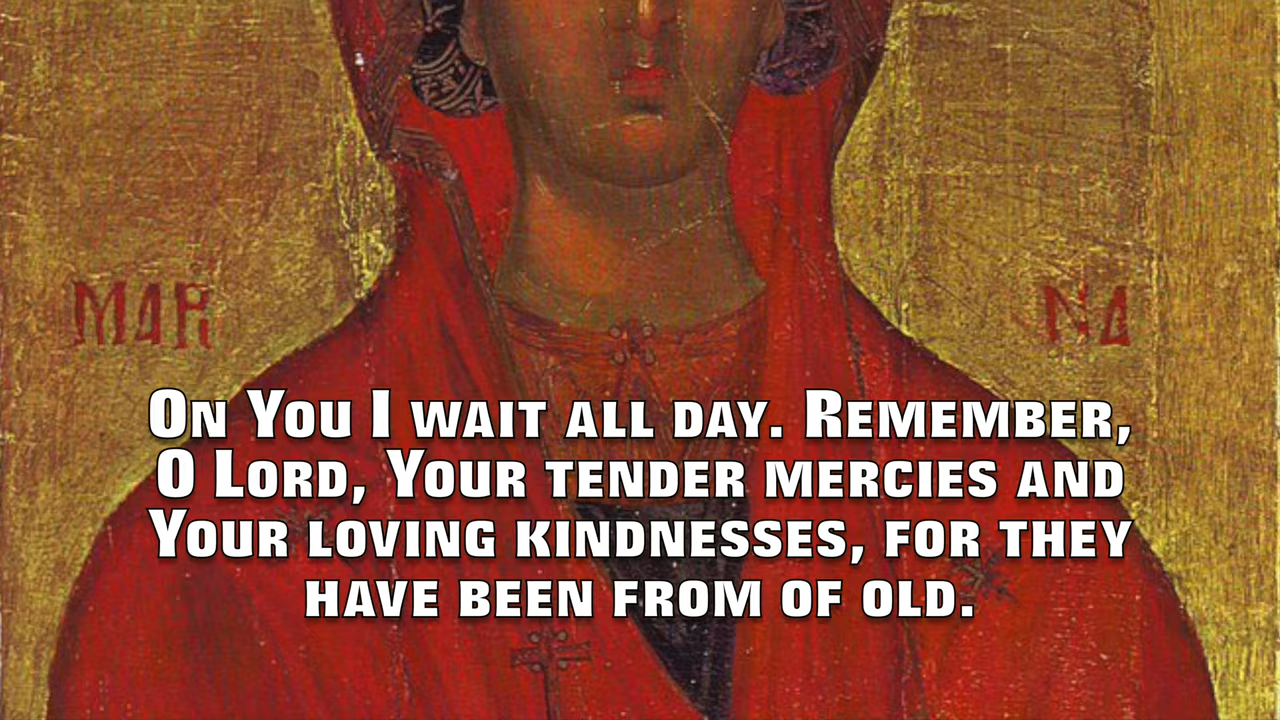 ΜΑΡΙ ΝΑ
On You I wait all day. Remember,
O Lord, Your tender mercies and
Your loving kindnesses, for they
have been from of old.